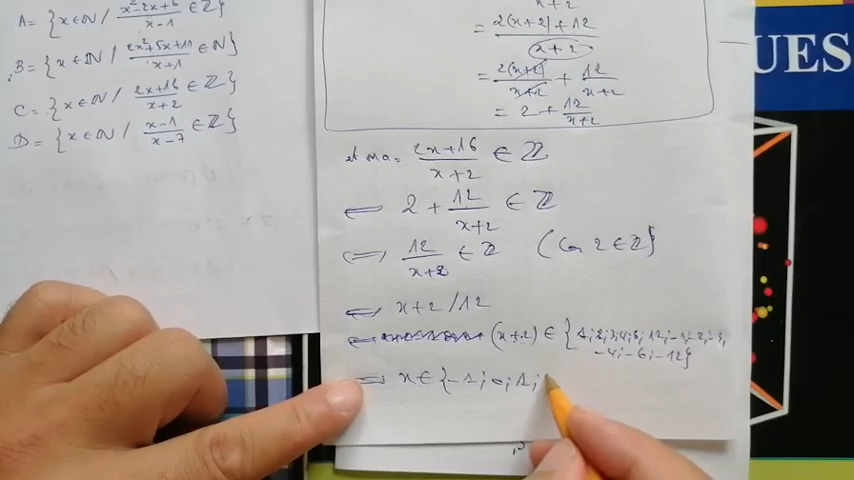 A = {x∈ℕ / x²-2x+6 / x-1 ∈ ℤ}
B = {x∈ℕ / 2x²+5x+11 / x+1 ∈ ℕ}
C = {x∈ℕ / 2x+16 / x+2 ∈ ℤ}
D = {x∈ℕ / x-1 / x-7 ∈ ℤ}
x+2
= 2(x+2)+12 / x+2
= 2(x+2) / x+2 + 12 / x+2
= 2 + 12 / x+2
et on a: 2x+16 / x+2 ∈ ℤ
⟺ 2 + 12 / x+2 ∈ ℤ
⟺ 12 / x+2 ∈ ℤ (Car 2∈ℤ)
⟺ x+2 / 12
⟺ (x+2) ∈ {1; 2; 3; 4; 6; 12; -1; -2; -3;
-4; -6; -12}
⟺ x∈{-1; 0; 1;
UES